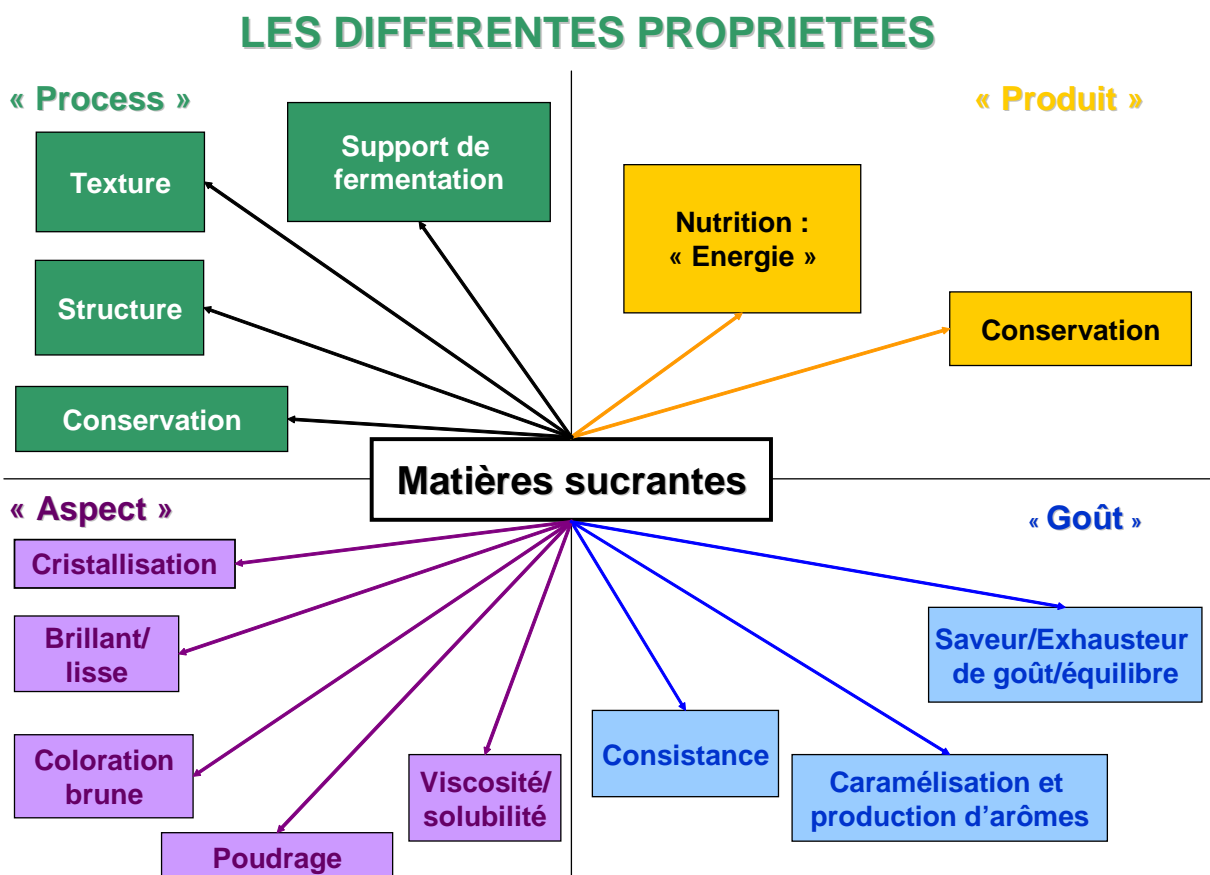 LES DIFFERENTES PROPRIETEES
« Process »
Texture
Support de
fermentation
Structure
Conservation
« Produit »
Nutrition :
« Energie »
Conservation
Matières sucrantes
« Aspect »
Cristallisation
Brillant/
lisse
Coloration
brune
Poudrage
Viscosité/
solubilité
« Goût »
Saveur/Exhausteur
de goût/équilibre
Consistance
Caramélisation et
production d'arômes